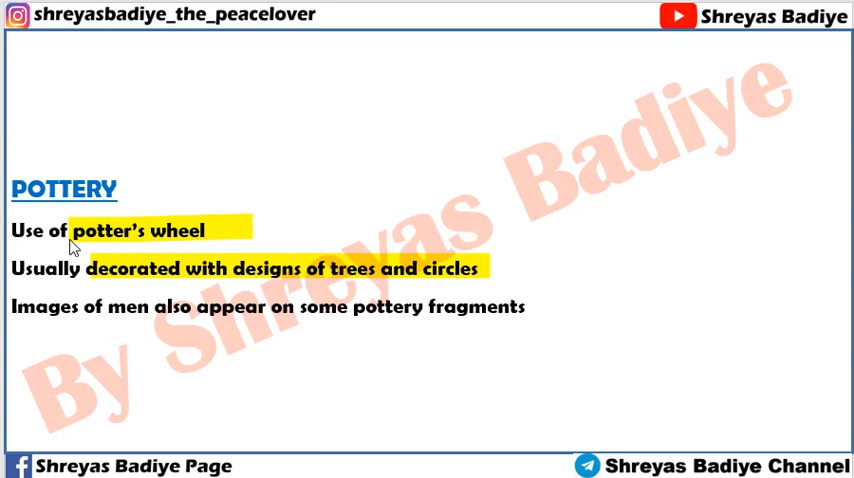 shreyasbadiye_the_peacelover
Shreyas Badiye
POTTERY
Use of potter's wheel
Usually decorated with designs of trees and circles
Images of men also appear on some pottery fragments
By Shreyas Badiye
Shreyas Badiye Page
Shreyas Badiye Channel